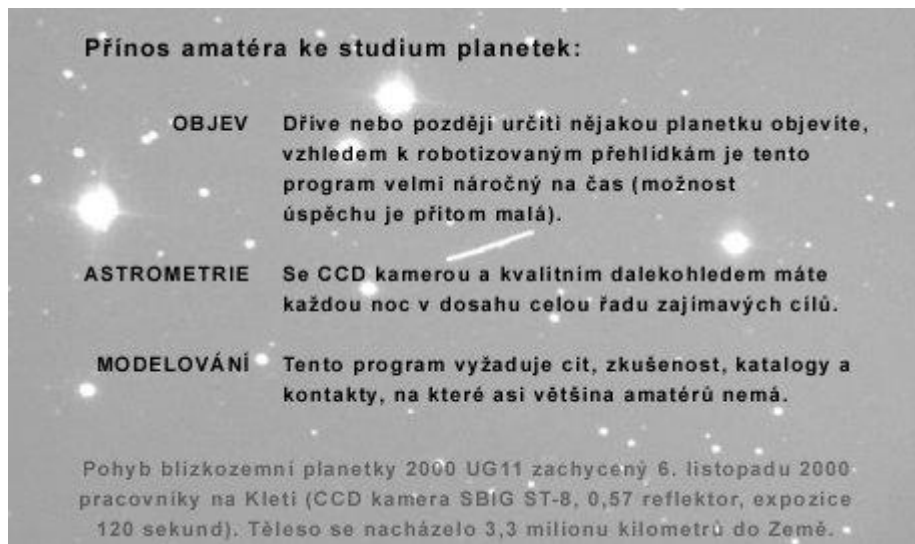 Přínos amatéra ke studium planetek:
OBJEV Dříve nebo později určiti nějakou planetku objevíte,
vzhledem k robotizovaným přehlídkám je tento
program velmi náročný na čas (možnost
úspěchu je přitom malá).
ASTROMETRIE Se CCD kamerou a kvalitním dalekohledem máte
každou noc v dosahu celou řadu zajímavých cílů.
MODELOVÁNÍ Tento program vyžaduje cit, zkušenost, katalogy a
kontakty, na které asi většina amatérů nemá.
Pohyb blízkozemní planetky 2000 UG11 zachycený 6. listopadu 2000
pracovníky na Kleti (CCD kamera SBIG ST-8, 0,57 reflektor, expozice
120 sekund). Těleso se nacházelo 3,3 milionu kilometrů do Země.